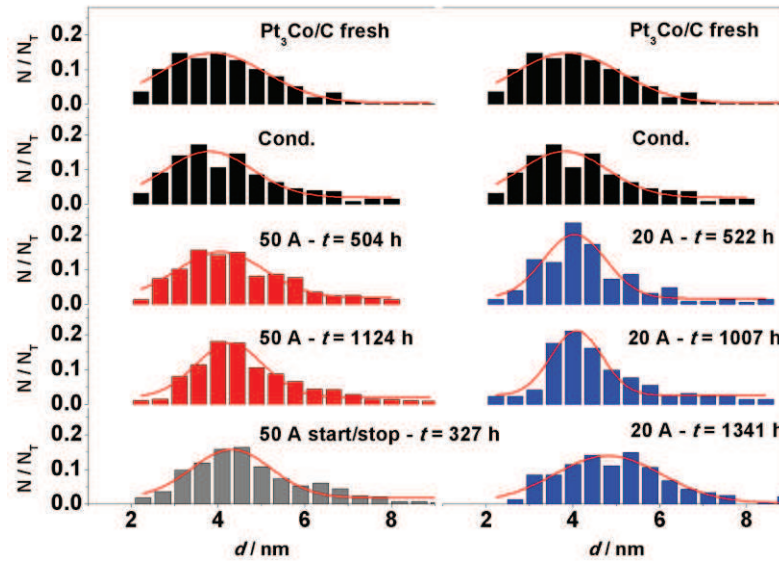 Pt3Co/C fresh
Pt3Co/C fresh
N / NT
0.2
0.1
0.0
Cond.
Cond.
N / NT
0.2
0.1
0.0
50 A - t = 504 h
20 A - t = 522 h
N / NT
0.2
0.1
0.0
50 A - t = 1124 h
20 A - t = 1007 h
N / NT
0.2
0.1
0.0
50 A start/stop - t = 327 h
20 A - t = 1341 h
N / NT
0.2
0.1
0.0
2 4 6 8 2 4 6 8
d / nm d / nm